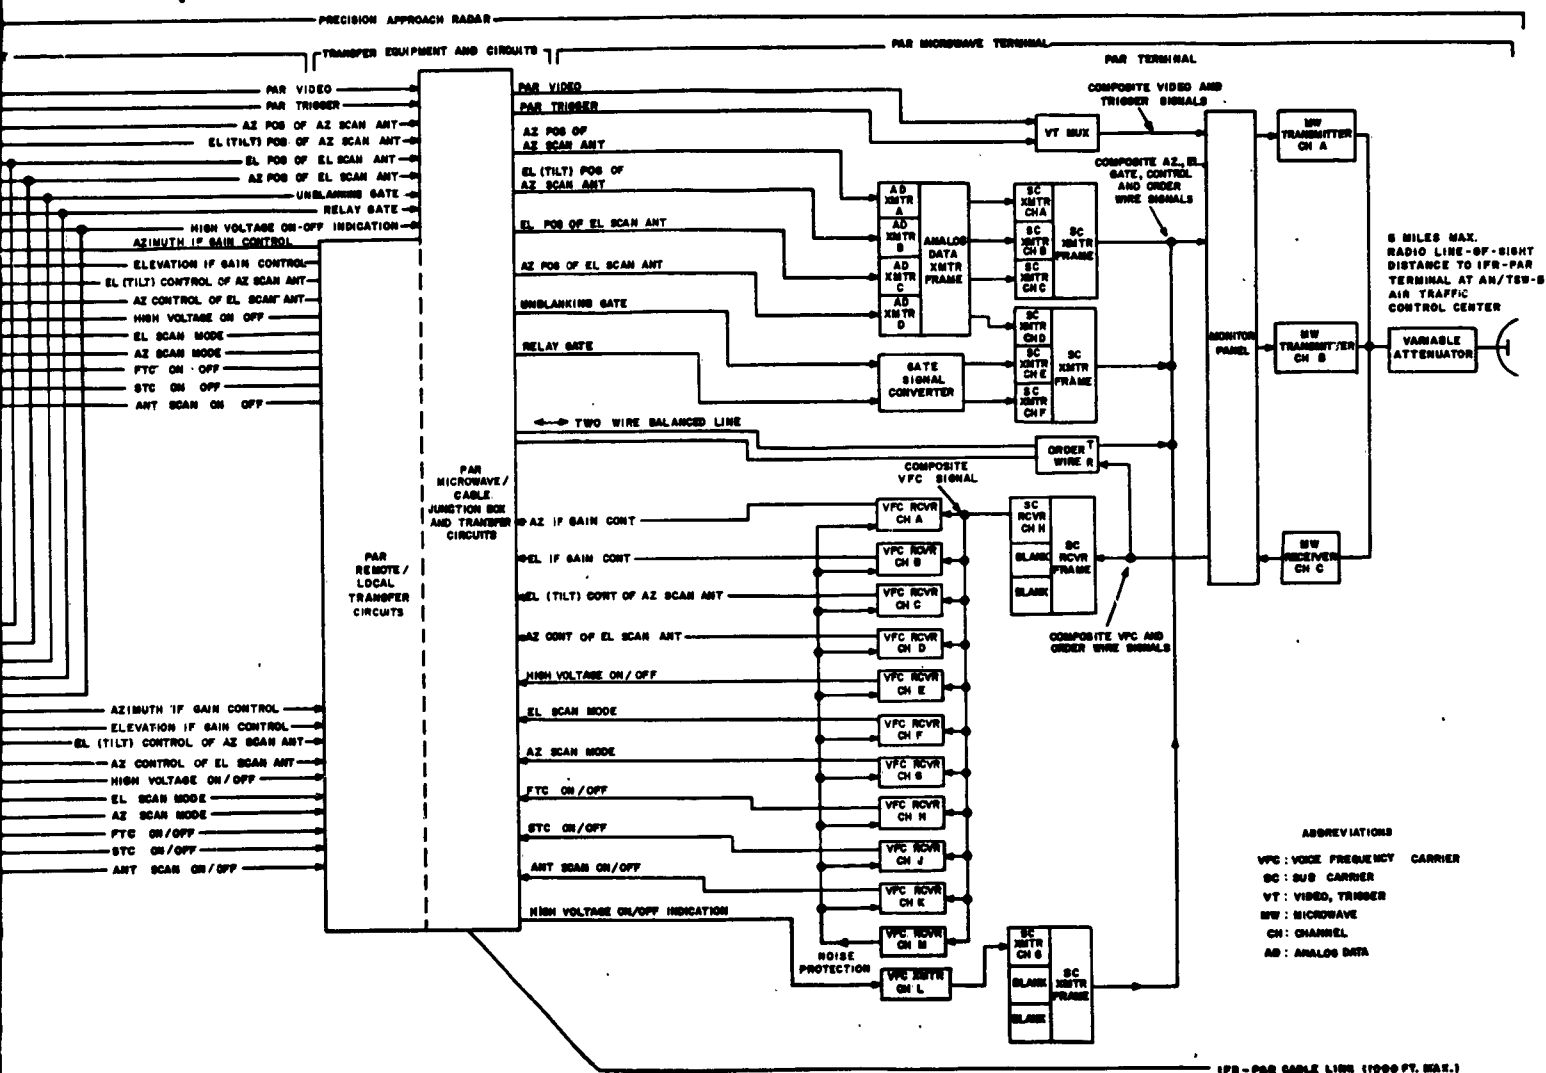 PRECISION APPROACH RADAR
TRANSFER EQUIPMENT AND CIRCUITS
PAR MICROWAVE TERMINAL
PAR TERMINAL
PAR VIDEO
PAR TRIGGER
AZ POS OF AZ SCAN ANT
EL (TILT) POS OF AZ SCAN ANT
EL POS OF EL SCAN ANT
AZ POS OF EL SCAN ANT
UNBLANKING GATE
RELAY GATE
HIGH VOLTAGE ON-OFF INDICATION
AZIMUTH IF GAIN CONTROL
ELEVATION IF GAIN CONTROL
EL (TILT) CONTROL OF AZ SCAN ANT
AZ CONTROL OF EL SCAN ANT
HIGH VOLTAGE ON OFF
EL SCAN MODE
AZ SCAN MODE
FTC ON OFF
STC ON OFF
ANT SCAN ON OFF
AZIMUTH IF GAIN CONTROL
ELEVATION IF GAIN CONTROL
EL (TILT) CONTROL OF AZ SCAN ANT
AZ CONTROL OF EL SCAN ANT
HIGH VOLTAGE ON/OFF
EL SCAN MODE
AZ SCAN MODE
FTC ON/OFF
STC ON/OFF
ANT SCAN ON/OFF
PAR
REMOTE/
LOCAL
TRANSFER
CIRCUITS
PAR
MICROWAVE/
CABLE
JUNCTION BOX
AND TRANSFER
CIRCUITS
PAR VIDEO
PAR TRIGGER
AZ POS OF
AZ SCAN ANT
EL (TILT) POS OF
AZ SCAN ANT
EL POS OF EL SCAN ANT
AZ POS OF EL SCAN ANT
UNBLANKING GATE
RELAY GATE
TWO WIRE BALANCED LINE
AZ IF GAIN CONT
EL IF GAIN CONT
EL (TILT) CONT OF AZ SCAN ANT
AZ CONT OF EL SCAN ANT
HIGH VOLTAGE ON/OFF
EL SCAN MODE
AZ SCAN MODE
FTC ON/OFF
STC ON/OFF
ANT SCAN ON/OFF
HIGH VOLTAGE ON/OFF INDICATION
AD
XMTR
A
AD
XMTR
B
AD
XMTR
C
AD
XMTR
D
ANALOG
DATA
XMTR
FRAME
GATE
SIGNAL
CONVERTER
COMPOSITE
VFC SIGNAL
VFC RCVR
CH A
VFC RCVR
CH B
VFC RCVR
CH C
VFC RCVR
CH D
VFC RCVR
CH E
VFC RCVR
CH F
VFC RCVR
CH G
VFC RCVR
CH H
VFC RCVR
CH J
VFC RCVR
CH K
VFC RCVR
CH M
NOISE
PROTECTION
VFC XMTR
CH L
VT MUX
SC
XMTR
CH A
SC
XMTR
CH B
SC
XMTR
CH C
SC
XMTR
FRAME
SC
XMTR
CH D
SC
XMTR
CH E
SC
XMTR
CH F
SC
XMTR
FRAME
ORDER T
WIRE R
SC
RCVR
CH H
BLANK
BLANK
SC
RCVR
FRAME
SC
XMTR
CH G
BLANK
BLANK
SC
XMTR
FRAME
COMPOSITE VIDEO AND
TRIGGER SIGNALS
COMPOSITE AZ, EL
GATE, CONTROL
AND ORDER
WIRE SIGNALS
COMPOSITE VFC AND
ORDER WIRE SIGNALS
MONITOR
PANEL
MW
TRANSMITTER
CH A
MW
TRANSMITTER
CH B
MW
RECEIVER
CH C
VARIABLE
ATTENUATOR
5 MILES MAX.
RADIO LINE-OF-SIGHT
DISTANCE TO IFR-PAR
TERMINAL AT AN/TSW-5
AIR TRAFFIC
CONTROL CENTER
ABBREVIATIONS
VFC : VOICE FREQUENCY CARRIER
SC : SUB CARRIER
VT : VIDEO, TRIGGER
MW : MICROWAVE
CH : CHANNEL
AD : ANALOG DATA
IFR-PAR CABLE LINE (1000 FT. MAX.)